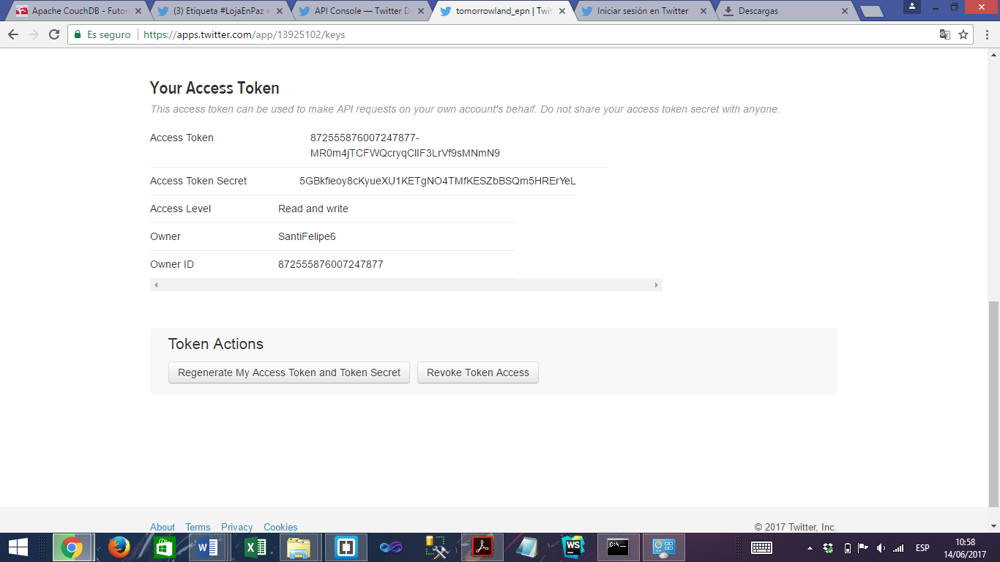 Apache CouchDB - Futon
(3) Etiqueta #LojaEnPaz e
API Console — Twitter D
tomorrowland_epn | Twit
Iniciar sesión en Twitter
Descargas
Es seguro
https://apps.twitter.com/app/13925102/keys
Your Access Token
This access token can be used to make API requests on your own account's behalf. Do not share your access token secret with anyone.
Access Token
872555876007247877-
MR0m4jTCFWQcryqCIIF3LrVf9sMNmN9
Access Token Secret
5GBkfieoy8cKyueXU1KETgNO4TMfKESZbBSQm5HRErYeL
Access Level
Read and write
Owner
SantiFelipe6
Owner ID
872555876007247877
Token Actions
Regenerate My Access Token and Token Secret
Revoke Token Access
About
Terms
Privacy
Cookies
© 2017 Twitter, Inc.
WS
C:\
ESP
10:58
14/06/2017